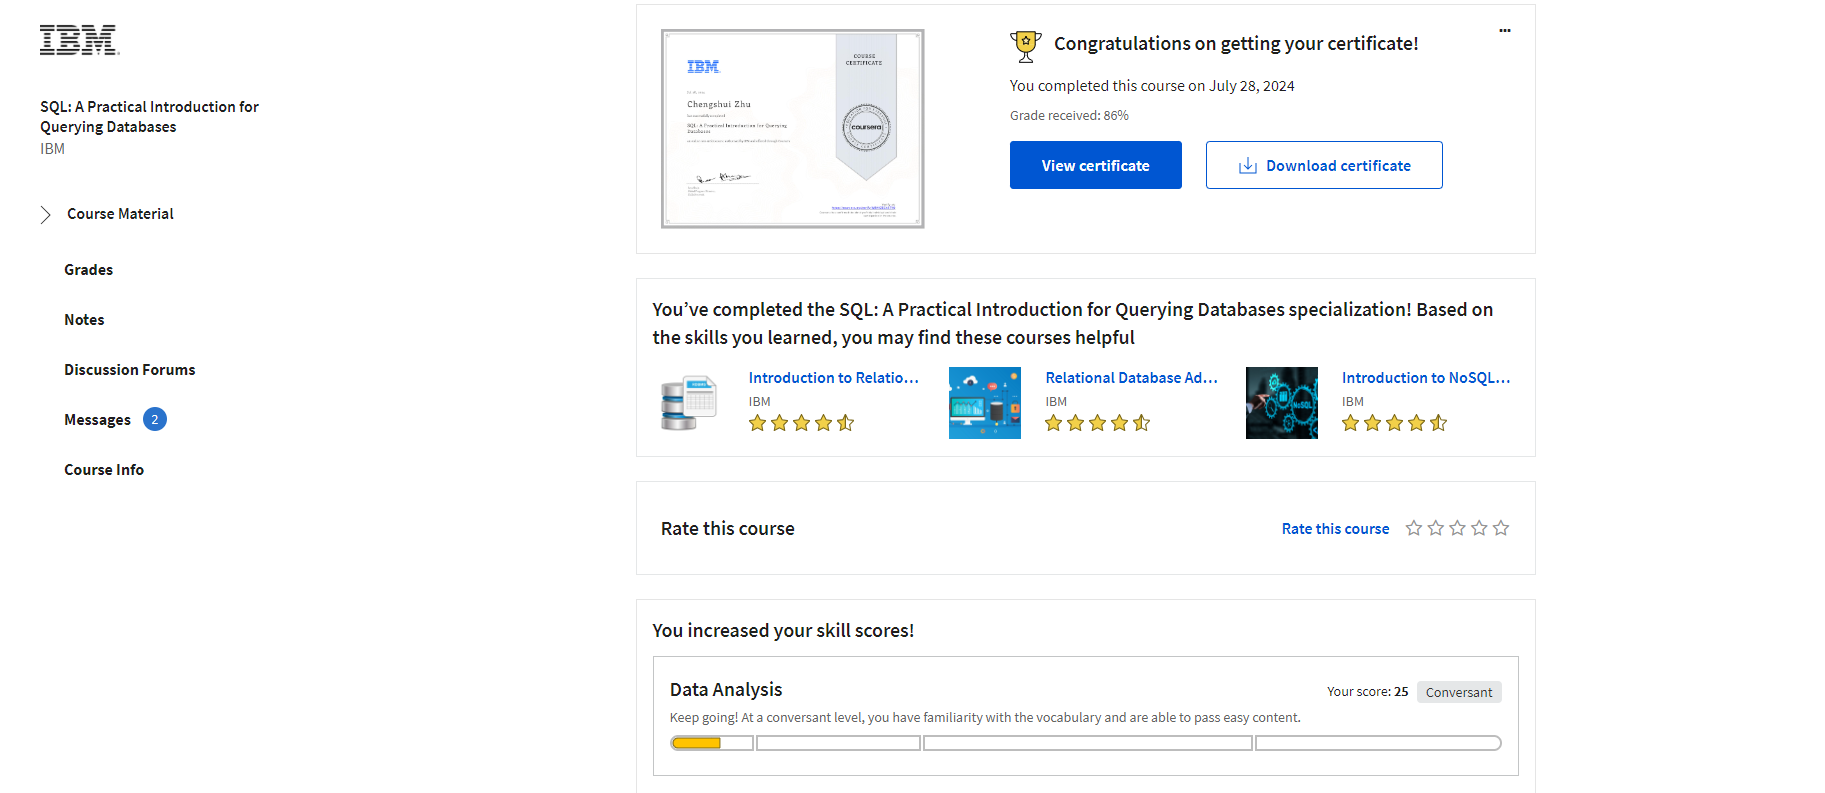 IBM
SQL: A Practical Introduction for
Querying Databases
IBM
Course Material
Grades
Notes
Discussion Forums
Messages 2
Course Info
IBM
COURSE
CERTIFICATE
Chengshui Zhu
SQL: A Practical Introduction for Querying
Databases
coursera
Congratulations on getting your certificate!
...
You completed this course on July 28, 2024
Grade received: 86%
View certificate
Download certificate
You’ve completed the SQL: A Practical Introduction for Querying Databases specialization! Based on
the skills you learned, you may find these courses helpful
Introduction to Relatio...
IBM
Relational Database Ad...
IBM
NoSQL
Introduction to NoSQL...
IBM
Rate this course
Rate this course
You increased your skill scores!
Data Analysis
Your score: 25 Conversant
Keep going! At a conversant level, you have familiarity with the vocabulary and are able to pass easy content.